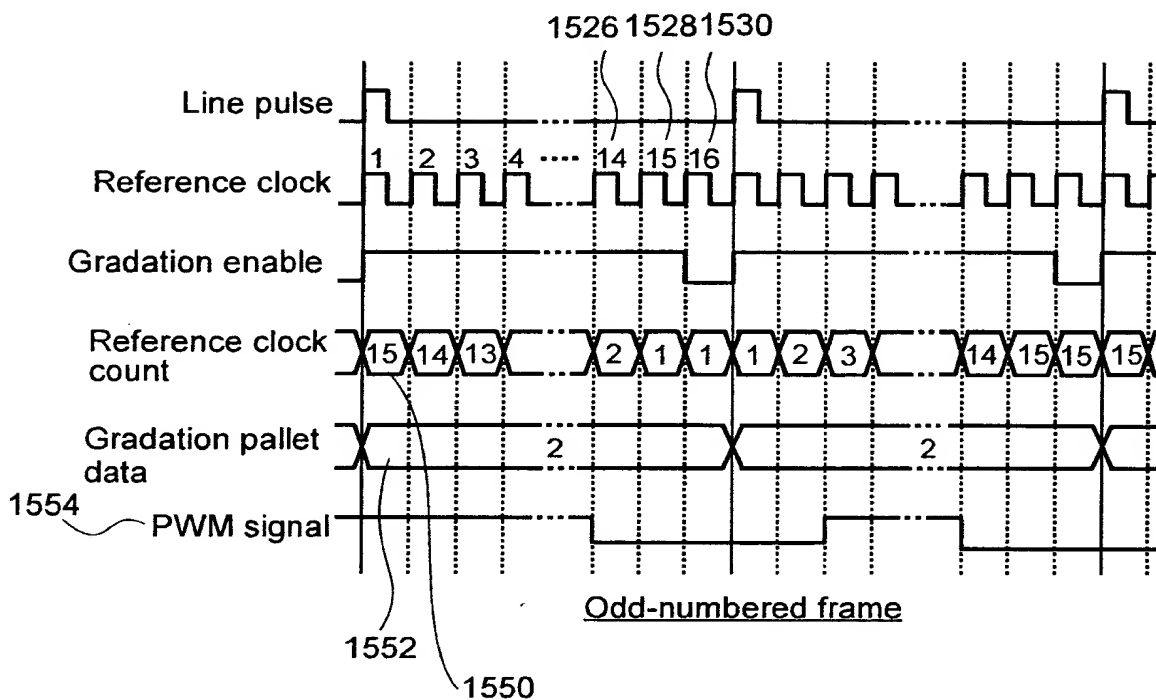 1526 1528 1530
Line pulse
1 2 3 4 ···· 14 15 16
Reference clock
Gradation enable
Reference clock
count
15 14 13 2 1 1 1 2 3 14 15 15 15
Gradation pallet
data
2 2
1554 PWM signal
Odd-numbered frame
1552
1550